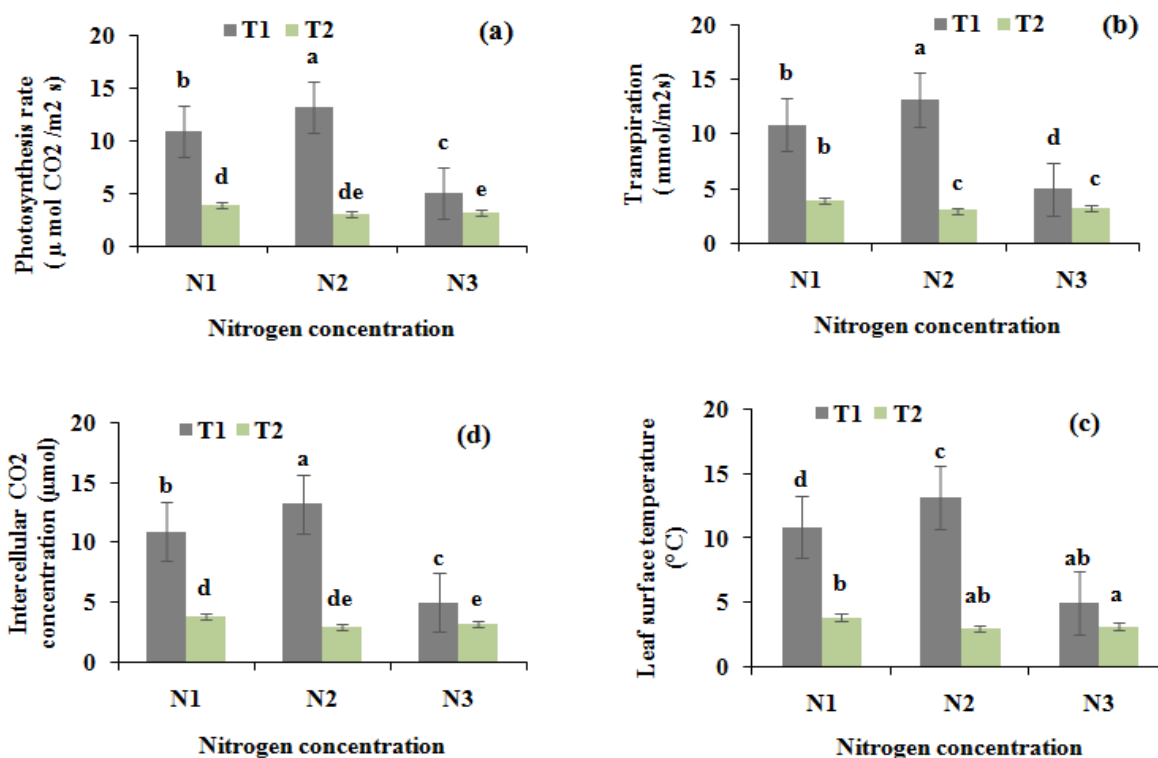 T1 T2 (a)
Photosynthesis rate
( µ mol CO2 /m2 s)
20
15
10
5
0
b
d
a
de
c
e
N1 N2 N3
Nitrogen concentration
T1 T2 (b)
Transpiration
(mmol/m2s)
20
15
10
5
0
b
b
a
c
d
c
N1 N2 N3
Nitrogen concentration
T1 T2 (d)
Intercellular CO2
concentration (µmol)
20
15
10
5
0
b
d
a
de
c
e
N1 N2 N3
Nitrogen concentration
T1 T2 (c)
Leaf surface temperature
(°C)
20
15
10
5
0
d
b
c
ab
ab
a
N1 N2 N3
Nitrogen concentration